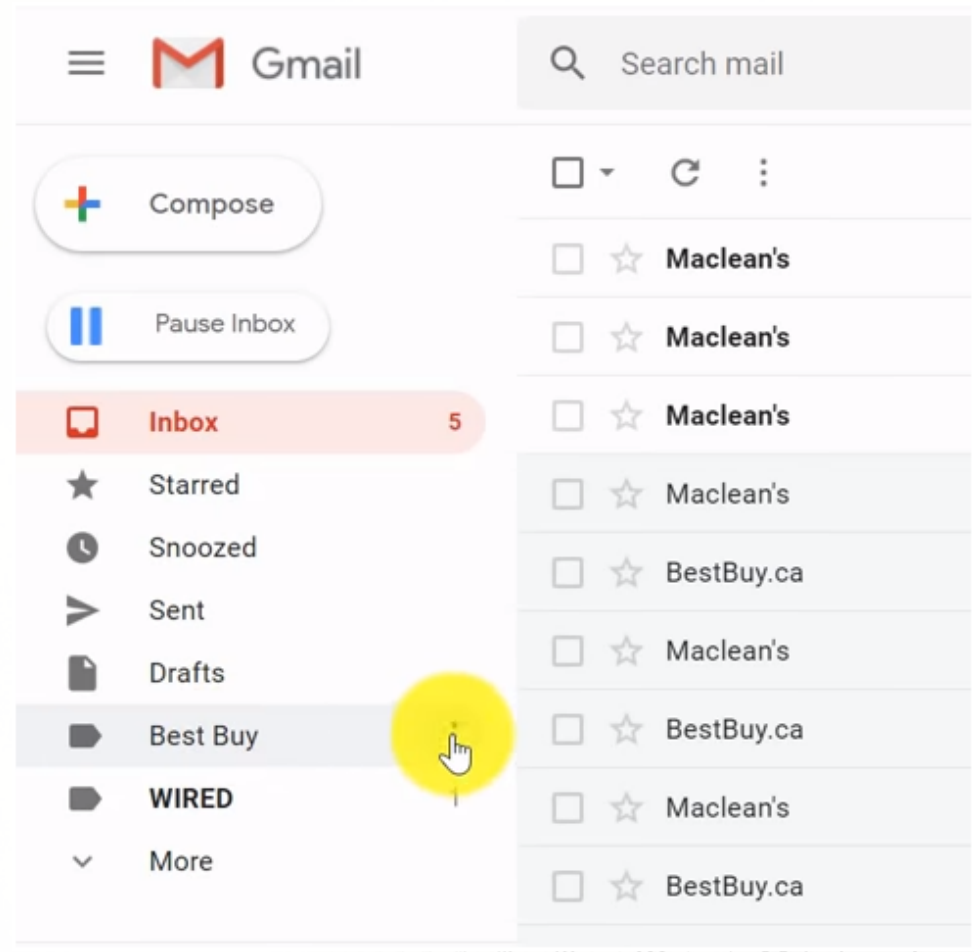 Gmail
Search mail
Compose
Pause Inbox
Inbox 5
Starred
Snoozed
Sent
Drafts
Best Buy
WIRED 1
More
Maclean's
Maclean's
Maclean's
Maclean's
BestBuy.ca
Maclean's
BestBuy.ca
Maclean's
BestBuy.ca